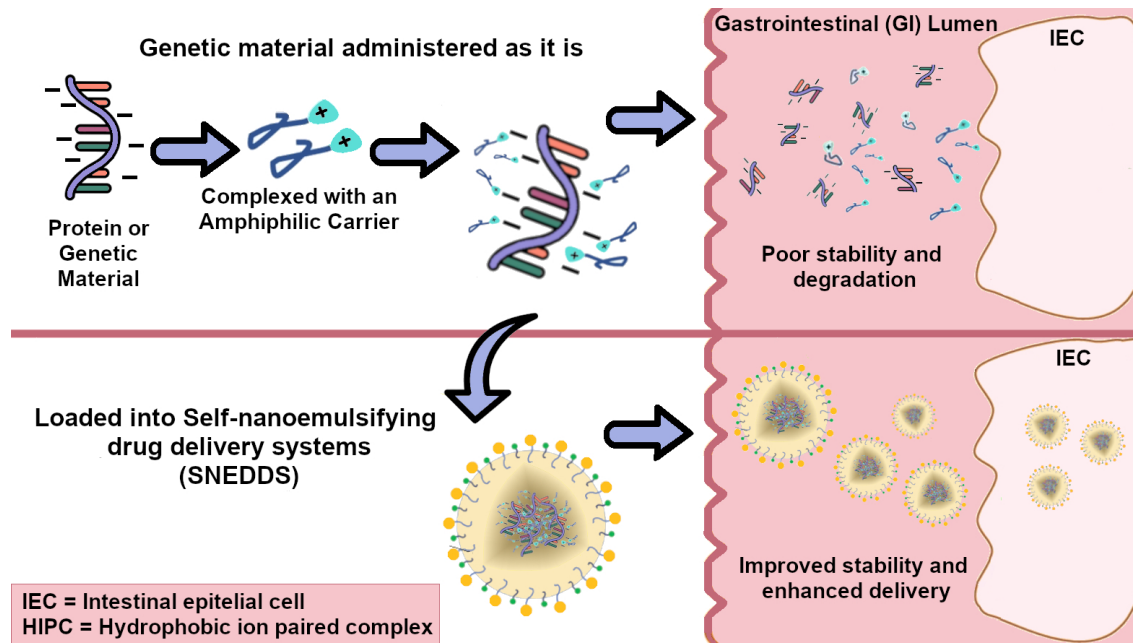 Genetic material administered as it is
Protein or
Genetic
Material
Complexed with an
Amphiphilic Carrier
Gastrointestinal (GI) Lumen
IEC
Poor stability and
degradation
Loaded into Self-nanoemulsifying
drug delivery systems
(SNEDDS)
IEC
Improved stability and
enhanced delivery
IEC = Intestinal epitelial cell
HIPC = Hydrophobic ion paired complex